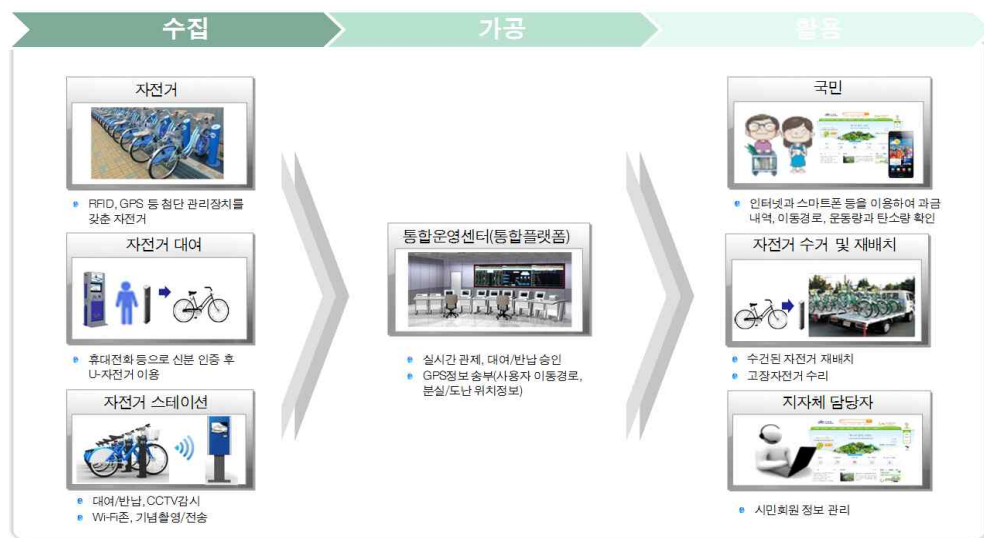 수집
가공
활용
자전거
RFID, GPS 등 첨단 관리장치를
갖춘 자전거
자전거 대여
휴대전화 등으로 신분 인증 후
U-자전거 이용
자전거 스테이션
대여/반납, CCTV감시
Wi-Fi존, 기념촬영/전송
통합운영센터(통합플랫폼)
실시간 관제, 대여/반납 승인
GPS정보 송부(사용자 이동경로,
분실/도난 위치정보)
국민
인터넷과 스마트폰 등을 이용하여 과금
내역, 이동경로, 운동량과 탄소량 확인
자전거 수거 및 재배치
수건된 자전거 재배치
고장자전거 수리
지자체 담당자
시민회원 정보 관리